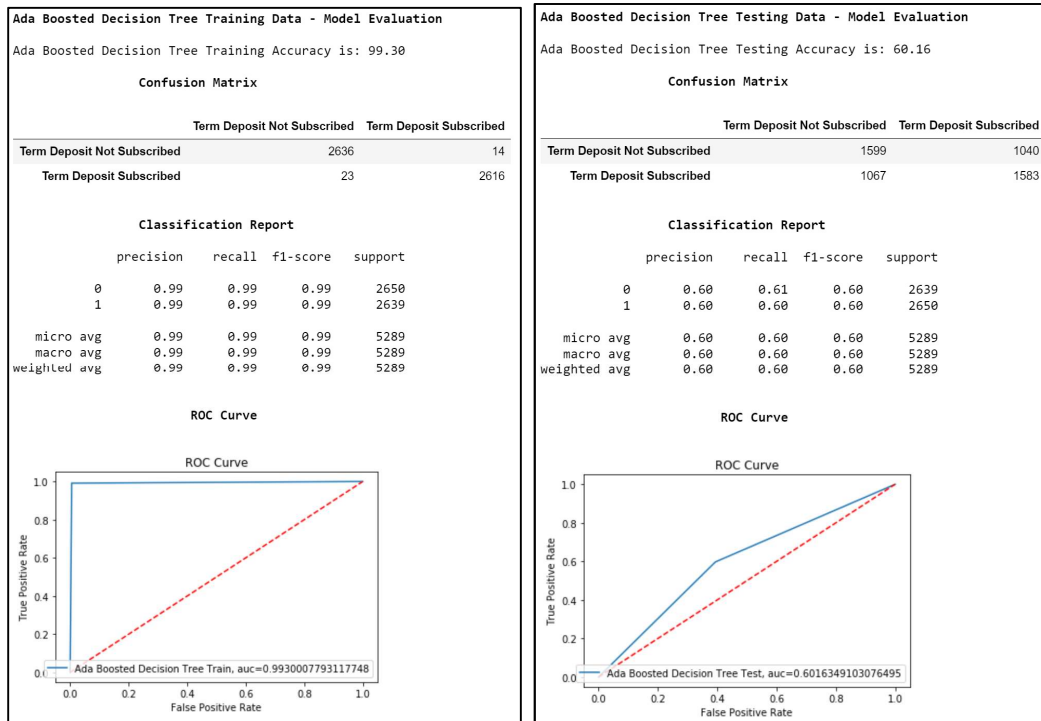 Ada Boosted Decision Tree Training Data - Model Evaluation
Ada Boosted Decision Tree Training Accuracy is: 99.30
Confusion Matrix
Term Deposit Not Subscribed Term Deposit Subscribed
Term Deposit Not Subscribed 2636 14
Term Deposit Subscribed 23 2616
Classification Report
precision recall f1-score support
0 0.99 0.99 0.99 2650
1 0.99 0.99 0.99 2639
micro avg 0.99 0.99 0.99 5289
macro avg 0.99 0.99 0.99 5289
weighted avg 0.99 0.99 0.99 5289
ROC Curve
ROC Curve
1.0
0.8
0.6
0.4
0.2
0.0
True Positive Rate
Ada Boosted Decision Tree Train, auc=0.9930007793117748
0.0 0.2 0.4 0.6 0.8 1.0
False Positive Rate
Ada Boosted Decision Tree Testing Data - Model Evaluation
Ada Boosted Decision Tree Testing Accuracy is: 60.16
Confusion Matrix
Term Deposit Not Subscribed Term Deposit Subscribed
Term Deposit Not Subscribed 1599 1040
Term Deposit Subscribed 1067 1583
Classification Report
precision recall f1-score support
0 0.60 0.61 0.60 2639
1 0.60 0.60 0.60 2650
micro avg 0.60 0.60 0.60 5289
macro avg 0.60 0.60 0.60 5289
weighted avg 0.60 0.60 0.60 5289
ROC Curve
ROC Curve
1.0
0.8
0.6
0.4
0.2
0.0
True Positive Rate
Ada Boosted Decision Tree Test, auc=0.6016349103076495
0.0 0.2 0.4 0.6 0.8 1.0
False Positive Rate